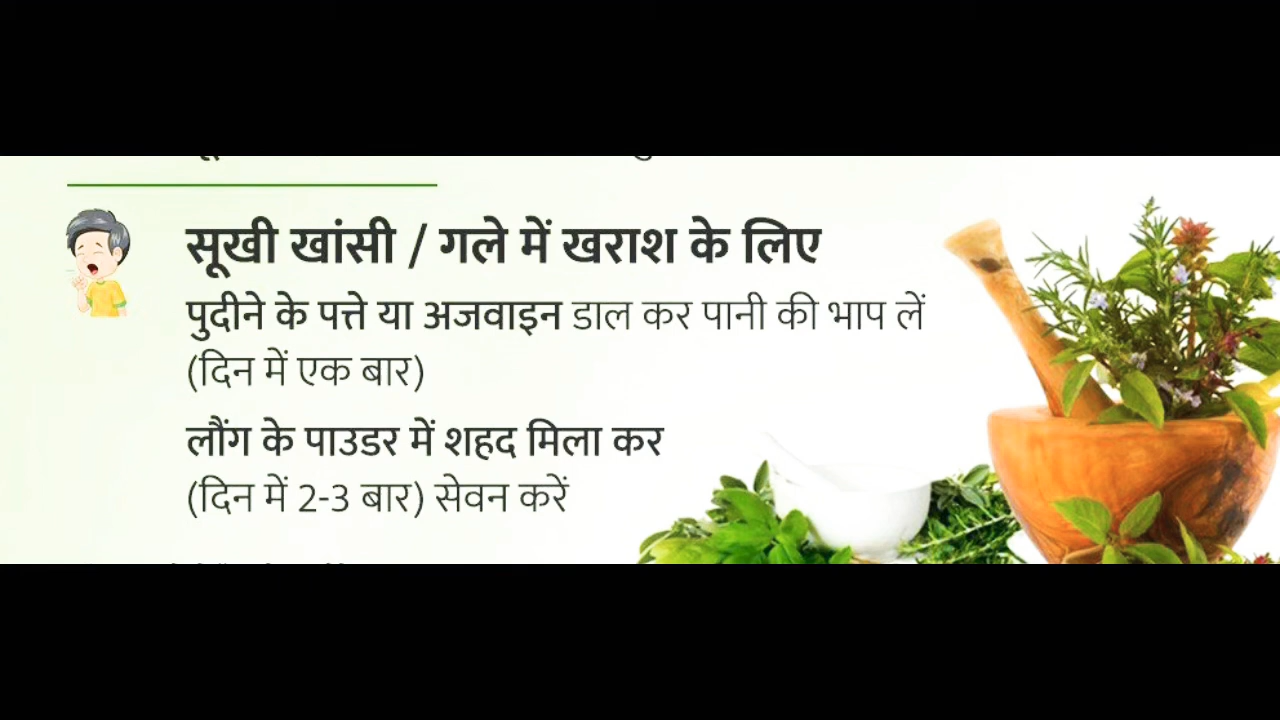 सूखी खांसी / गले में खराश के लिए
पुदीने के पत्ते या अजवाइन डाल कर पानी की भाप लें
(दिन में एक बार)
लौंग के पाउडर में शहद मिला कर
(दिन में 2-3 बार) सेवन करें